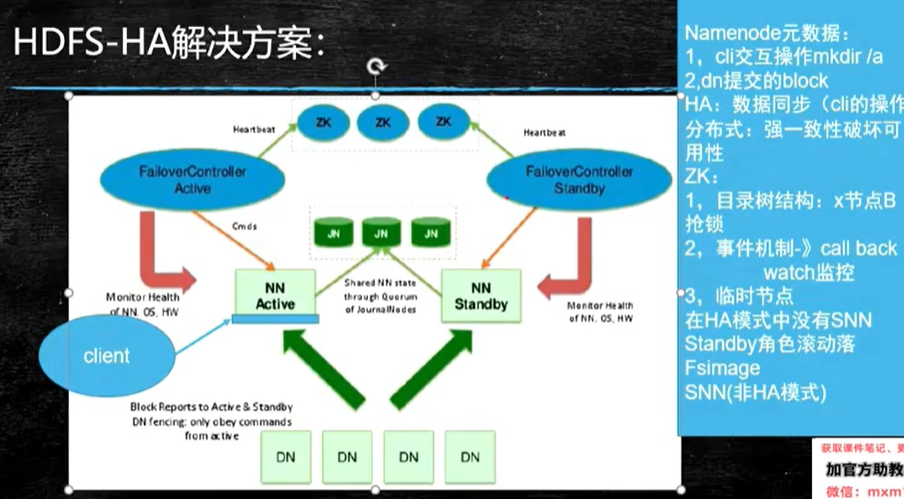 HDFS-HA解决方案：
ZK
ZK
ZK
Heartbeat
Heartbeat
FailoverController
Active
FailoverController
Standby
Cmds
JN
JN
JN
NN
Active
NN
Standby
Shared NN state
through Quorum
of JournalNodes
Monitor Health
of NN. OS, HW
Monitor Health
of NN. OS, HW
client
Block Reports to Active & Standby
DN fencing: only obey commands
from active
DN
DN
DN
DN
Namenode元数据：
1，cli交互操作mkdir /a
2,dn提交的block
HA：数据同步（cli的操作
分布式：强一致性破坏可
用性
ZK：
1，目录树结构：x节点B
抢锁
2，事件机制-》call back
watch监控
3，临时节点
在HA模式中没有SNN
Standby角色滚动落
Fsimage
SNN(非HA模式)
获取课件笔记、
加官方助教
微信：mxm